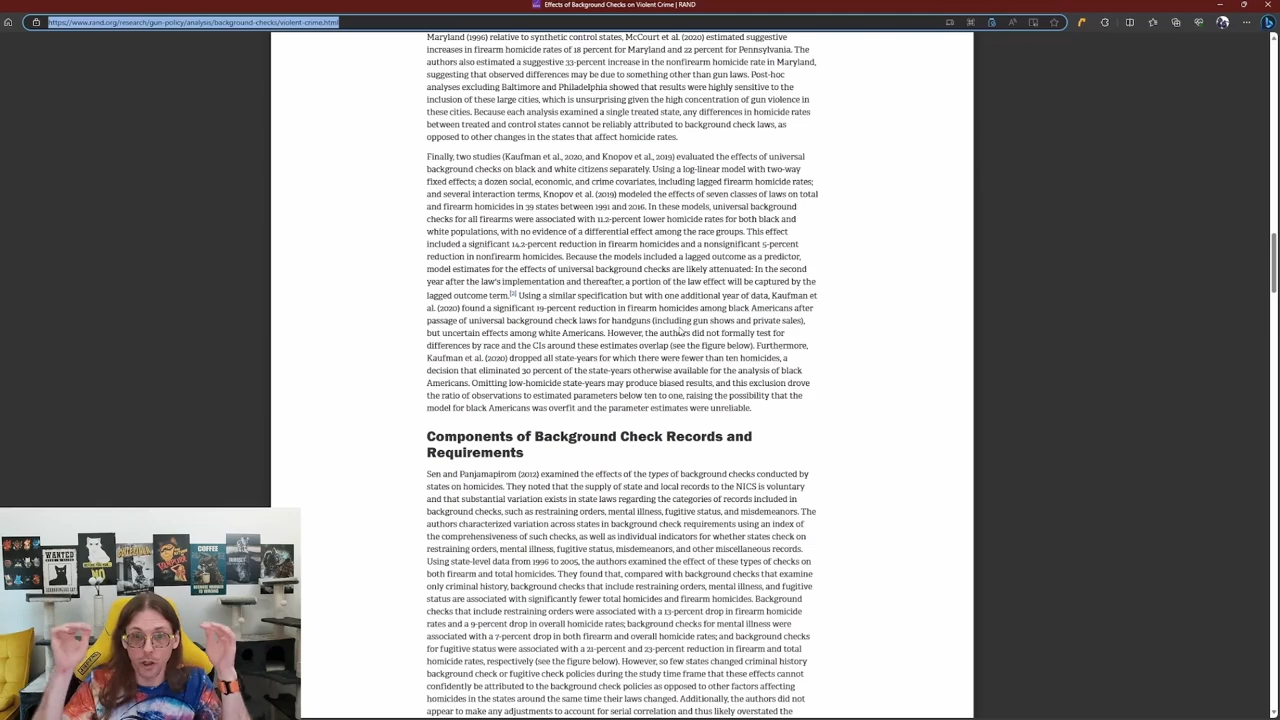 Effects of Background Checks on Violent Crime | RAND
https://www.rand.org/research/gun-policy/analysis/background-checks/violent-crime.html
Maryland (1996) relative to synthetic control states, McCourt et al. (2020) estimated suggestive
increases in firearm homicide rates of 18 percent for Maryland and 22 percent for Pennsylvania. The
authors also estimated a suggestive 33-percent increase in the nonfirearm homicide rate in Maryland,
suggesting that observed differences may be due to something other than gun laws. Post-hoc
analyses excluding Baltimore and Philadelphia showed that results were highly sensitive to the
inclusion of these large cities, which is unsurprising given the high concentration of gun violence in
these cities. Because each analysis examined a single treated state, any differences in homicide rates
between treated and control states cannot be reliably attributed to background check laws, as
opposed to other changes in the states that affect homicide rates.
Finally, two studies (Kaufman et al., 2020, and Knopov et al., 2019) evaluated the effects of universal
background checks on black and white citizens separately. Using a log-linear model with two-way
fixed effects; a dozen social, economic, and crime covariates, including lagged firearm homicide rates;
and several interaction terms, Knopov et al. (2019) modeled the effects of seven classes of laws on total
and firearm homicides in 39 states between 1991 and 2016. In these models, universal background
checks for all firearms were associated with 11.2-percent lower homicide rates for both black and
white populations, with no evidence of a differential effect among the race groups. This effect
included a significant 14.2-percent reduction in firearm homicides and a nonsignificant 5-percent
reduction in nonfirearm homicides. Because the models included a lagged outcome as a predictor,
model estimates for the effects of universal background checks are likely attenuated: In the second
year after the law's implementation and thereafter, a portion of the law effect will be captured by the
lagged outcome term.[2] Using a similar specification but with one additional year of data, Kaufman et
al. (2020) found a significant 19-percent reduction in firearm homicides among black Americans after
passage of universal background check laws for handguns (including gun shows and private sales),
but uncertain effects among white Americans. However, the authors did not formally test for
differences by race and the CIs around these estimates overlap (see the figure below). Furthermore,
Kaufman et al. (2020) dropped all state-years for which there were fewer than ten homicides, a
decision that eliminated 30 percent of the state-years otherwise available for the analysis of black
Americans. Omitting low-homicide state-years may produce biased results, and this exclusion drove
the ratio of observations to estimated parameters below ten to one, raising the possibility that the
model for black Americans was overfit and the parameter estimates were unreliable.
Components of Background Check Records and
Requirements
Sen and Panjamapirom (2012) examined the effects of the types of background checks conducted by
states on homicides. They noted that the supply of state and local records to the NICS is voluntary
and that substantial variation exists in state laws regarding the categories of records included in
background checks, such as restraining orders, mental illness, fugitive status, and misdemeanors. The
authors characterized variation across states in background check requirements using an index of
the comprehensiveness of such checks, as well as individual indicators for whether states check on
restraining orders, mental illness, fugitive status, misdemeanors, and other miscellaneous records.
Using state-level data from 1996 to 2005, the authors examined the effect of these types of checks on
both firearm and total homicides. They found that, compared with background checks that examine
only criminal history, background checks that include restraining orders, mental illness, and fugitive
status are associated with significantly fewer total homicides and firearm homicides. Background
checks that include restraining orders were associated with a 13-percent drop in firearm homicide
rates and a 9-percent drop in overall homicide rates; background checks for mental illness were
associated with a 7-percent drop in both firearm and overall homicide rates; and background checks
for fugitive status were associated with a 21-percent and 23-percent reduction in firearm and total
homicide rates, respectively (see the figure below). However, so few states changed criminal history
background check or fugitive check policies during the study time frame that these effects cannot
confidently be attributed to the background check policies as opposed to other factors affecting
homicides in the states around the same time their laws changed. Additionally, the authors did not
appear to make any adjustments to account for serial correlation and thus likely overstated the
WANTED
NO
COFFEE